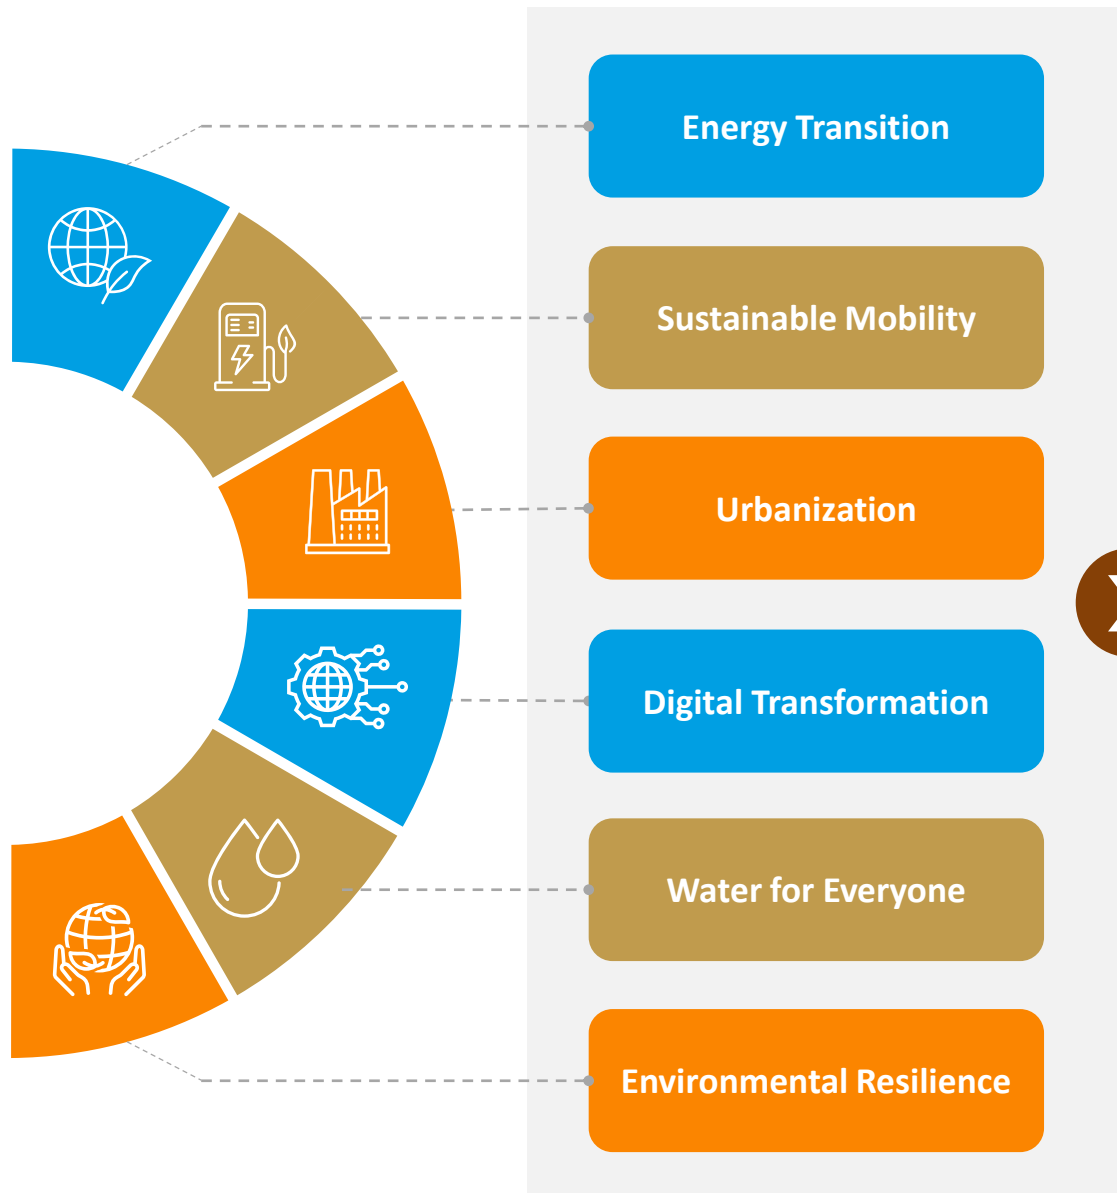 Energy Transition
Sustainable Mobility
Urbanization
Digital Transformation
Water for Everyone
Environmental Resilience